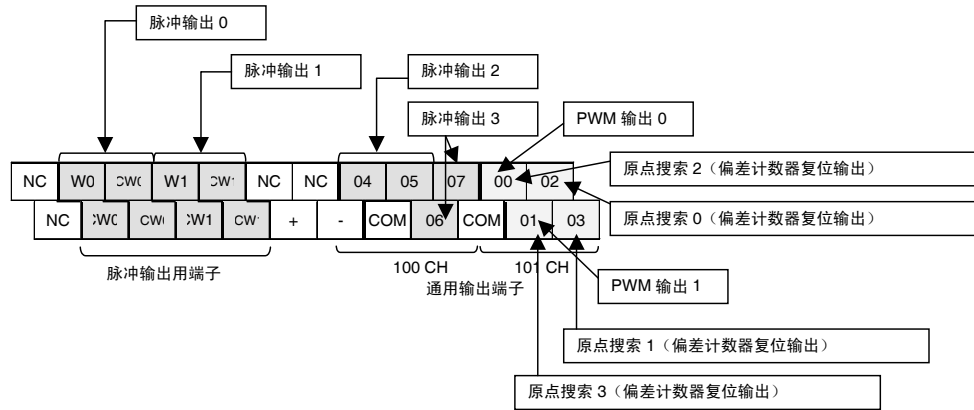 脉冲输出 0
脉冲输出 1
脉冲输出 2
脉冲输出 3
PWM 输出 0
原点搜索 2（偏差计数器复位输出）
NC W0 CW0 W1 CW1 NC NC 04 05 07 00 02
原点搜索 0（偏差计数器复位输出）
NC CW0 CW0 CW1 CW1 + - COM 06 COM 01 03
脉冲输出用端子
100 CH
101 CH
通用输出端子
PWM 输出 1
原点搜索 1（偏差计数器复位输出）
原点搜索 3（偏差计数器复位输出）